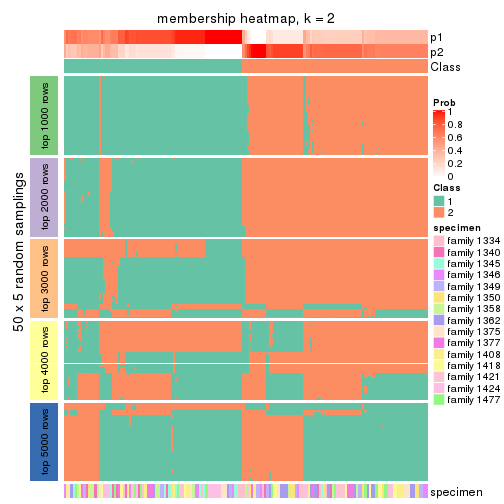 membership heatmap, k = 2
p1
p2
Class
50 x 5 random samplings
top 1000 rows
top 2000 rows
top 3000 rows
top 4000 rows
top 5000 rows
specimen
Prob
1
0.8
0.6
0.4
0.2
0
Class
1
2
specimen
family 1334
family 1340
family 1345
family 1346
family 1349
family 1350
family 1358
family 1362
family 1375
family 1377
family 1408
family 1418
family 1421
family 1424
family 1477